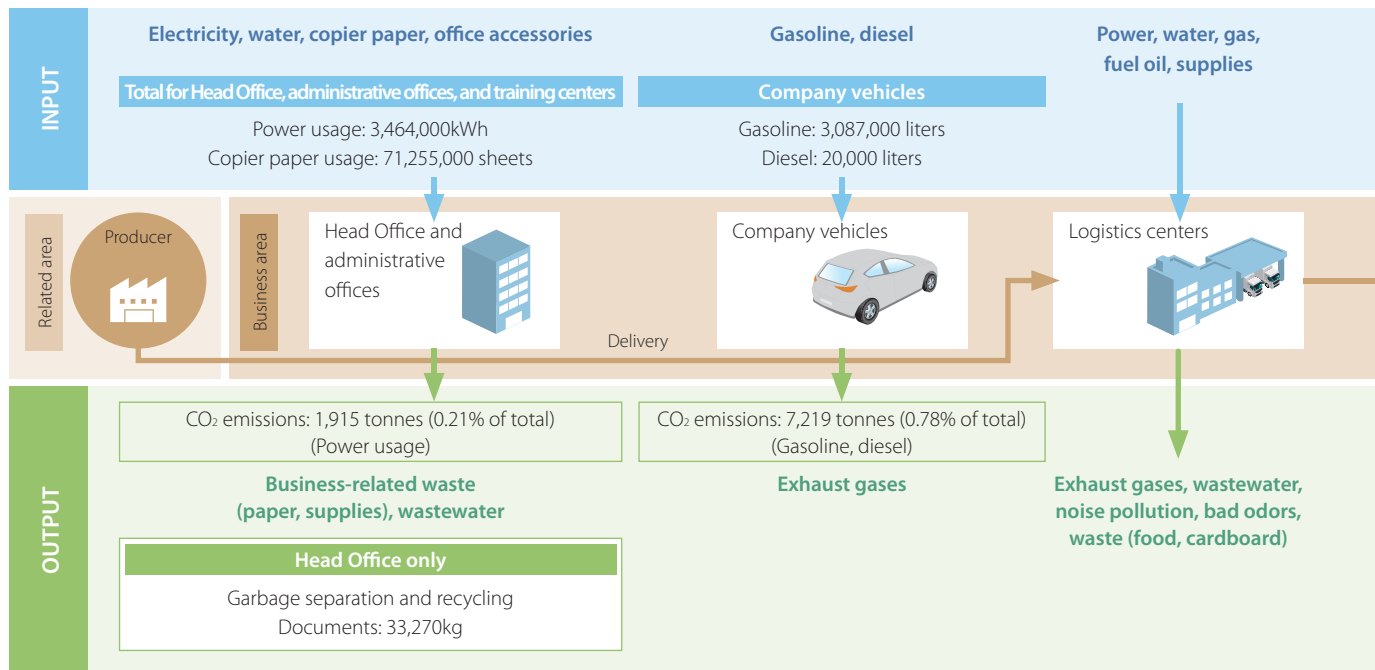 INPUT
Electricity, water, copier paper, office accessories
Total for Head Office, administrative offices, and training centers
Power usage: 3,464,000kWh
Copier paper usage: 71,255,000 sheets
Gasoline, diesel
Company vehicles
Gasoline: 3,087,000 liters
Diesel: 20,000 liters
Power, water, gas,
fuel oil, supplies
Related area
Producer
Business area
Head Office and
administrative
offices
Company vehicles
Logistics centers
Delivery
OUTPUT
CO₂ emissions: 1,915 tonnes (0.21% of total)
(Power usage)
Business-related waste
(paper, supplies), wastewater
Head Office only
Garbage separation and recycling
Documents: 33,270kg
CO₂ emissions: 7,219 tonnes (0.78% of total)
(Gasoline, diesel)
Exhaust gases
Exhaust gases, wastewater,
noise pollution, bad odors,
waste (food, cardboard)